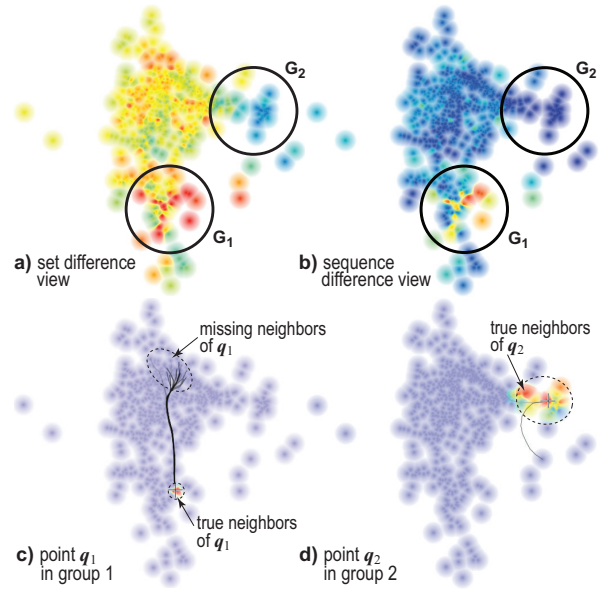 G2
G2
G1
G1
a) set difference
view
b) sequence
difference view
missing neighbors
of q1
true neighbors
of q2
true neighbors
of q1
c) point q1
in group 1
d) point q2
in group 2